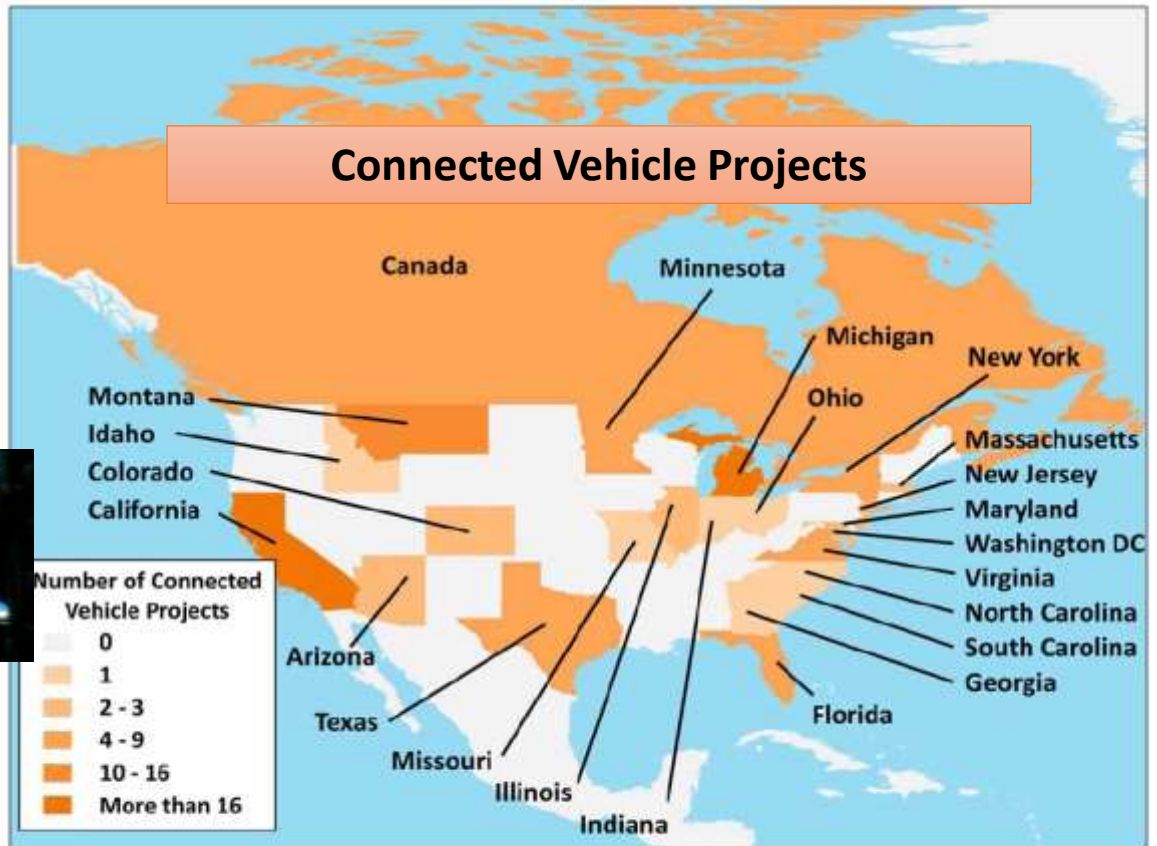 Connected Vehicle Projects
Canada
Minnesota
Michigan
New York
Ohio
Montana
Idaho
Colorado
California
Massachusetts
New Jersey
Maryland
Washington DC
Virginia
North Carolina
South Carolina
Georgia
Florida
Arizona
Texas
Missouri
Illinois
Indiana
Number of Connected
Vehicle Projects
0
1
2 - 3
4 - 9
10 - 16
More than 16